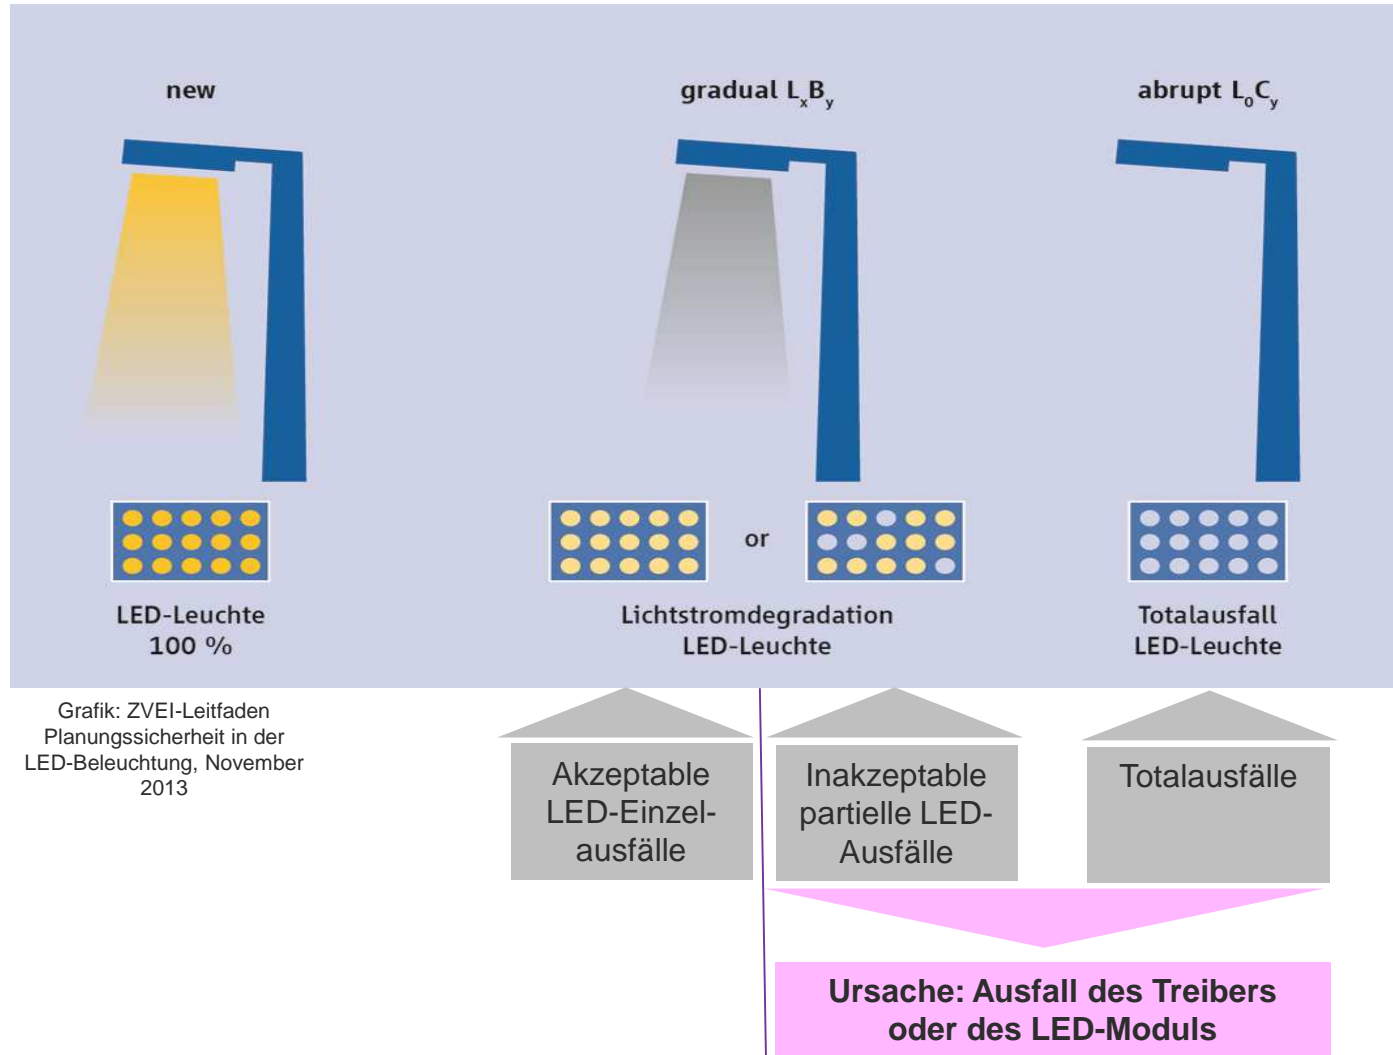 new
gradual LₓBᵧ
abrupt L₀Cᵧ
or
LED-Leuchte
100 %
Lichtstromdegradation
LED-Leuchte
Totalausfall
LED-Leuchte
Grafik: ZVEI-Leitfaden
Planungssicherheit in der
LED-Beleuchtung, November
2013
Akzeptable
LED-Einzel-
ausfälle
Inakzeptable
partielle LED-
Ausfälle
Totalausfälle
Ursache: Ausfall des Treibers
oder des LED-Moduls